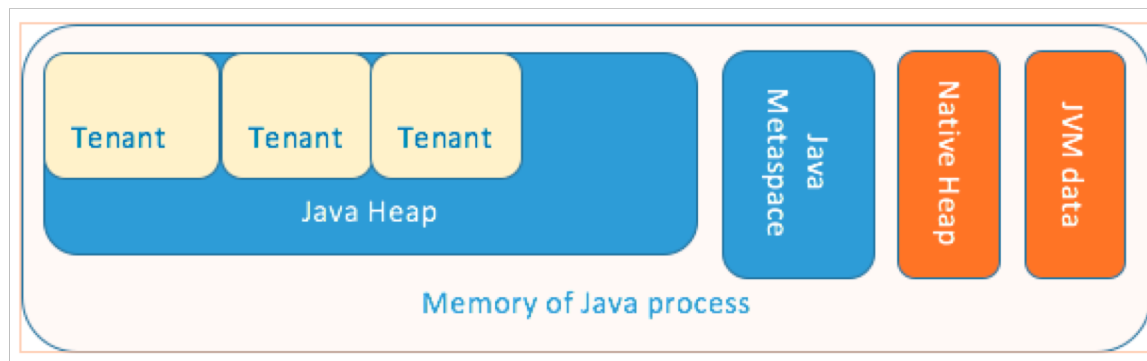 Tenant
Tenant
Tenant
Java Heap
Java
Metaspace
Native Heap
JVM data
Memory of Java process